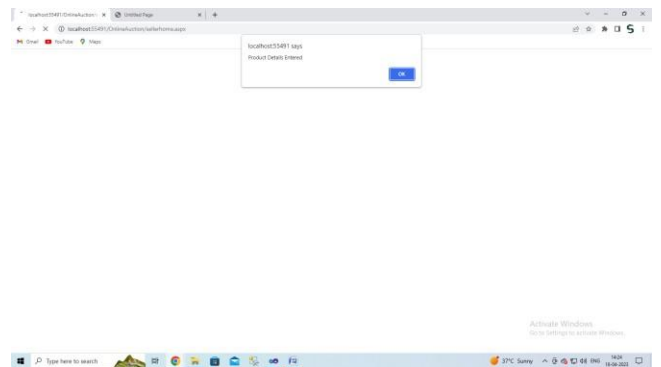 localhost:55491/OnlineAuction
Untitled Page
localhost:55491/OnlineAuction/sellerhome.aspx
Gmail
YouTube
Maps
localhost:55491 says
Product Details Entered
OK
Activate Windows
Go to Settings to activate Windows.
Type here to search
37°C Sunny
ENG
14:24